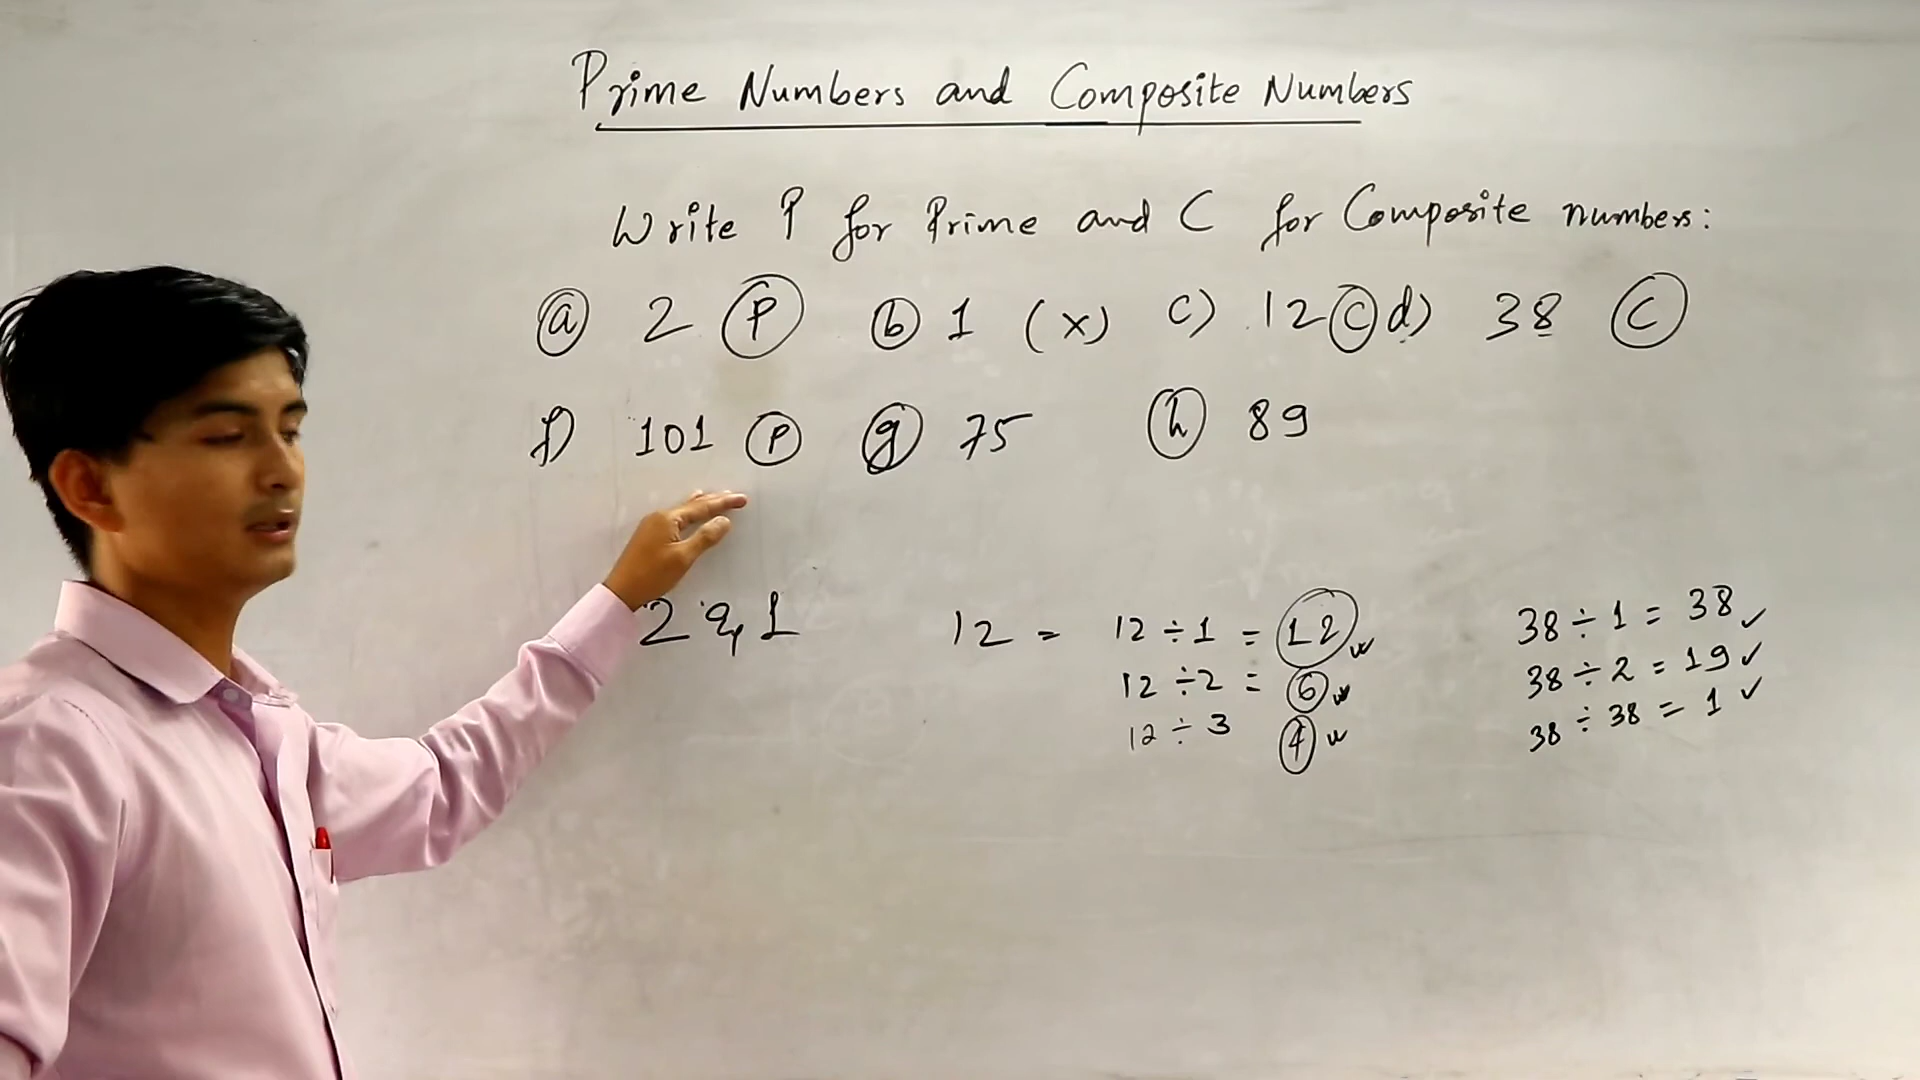 Prime Numbers and Composite Numbers
Write P for Prime and C for Composite numbers:
a 2 P b 1 (x) c) 12 C d) 38 C
f) 101 P g 75 h 89
2 & 1
12 = 12 ÷ 1 = 12
12 ÷ 2 = 6
12 ÷ 3 4
38 ÷ 1 = 38 ✓
38 ÷ 2 = 19 ✓
38 ÷ 38 = 1 ✓